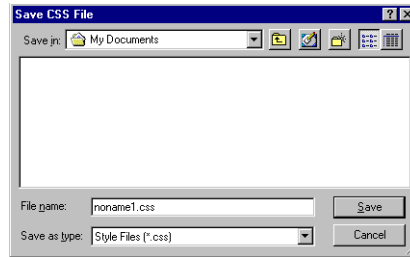 Save CSS File
Save in: My Documents
File name: noname1.css Save
Save as type: Style Files (*.css) Cancel